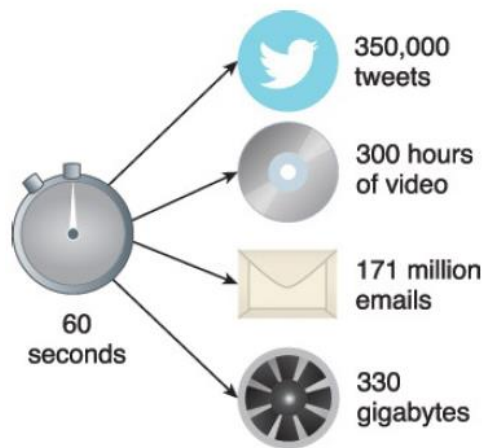 350,000
tweets
300 hours
of video
171 million
emails
60
seconds
330
gigabytes